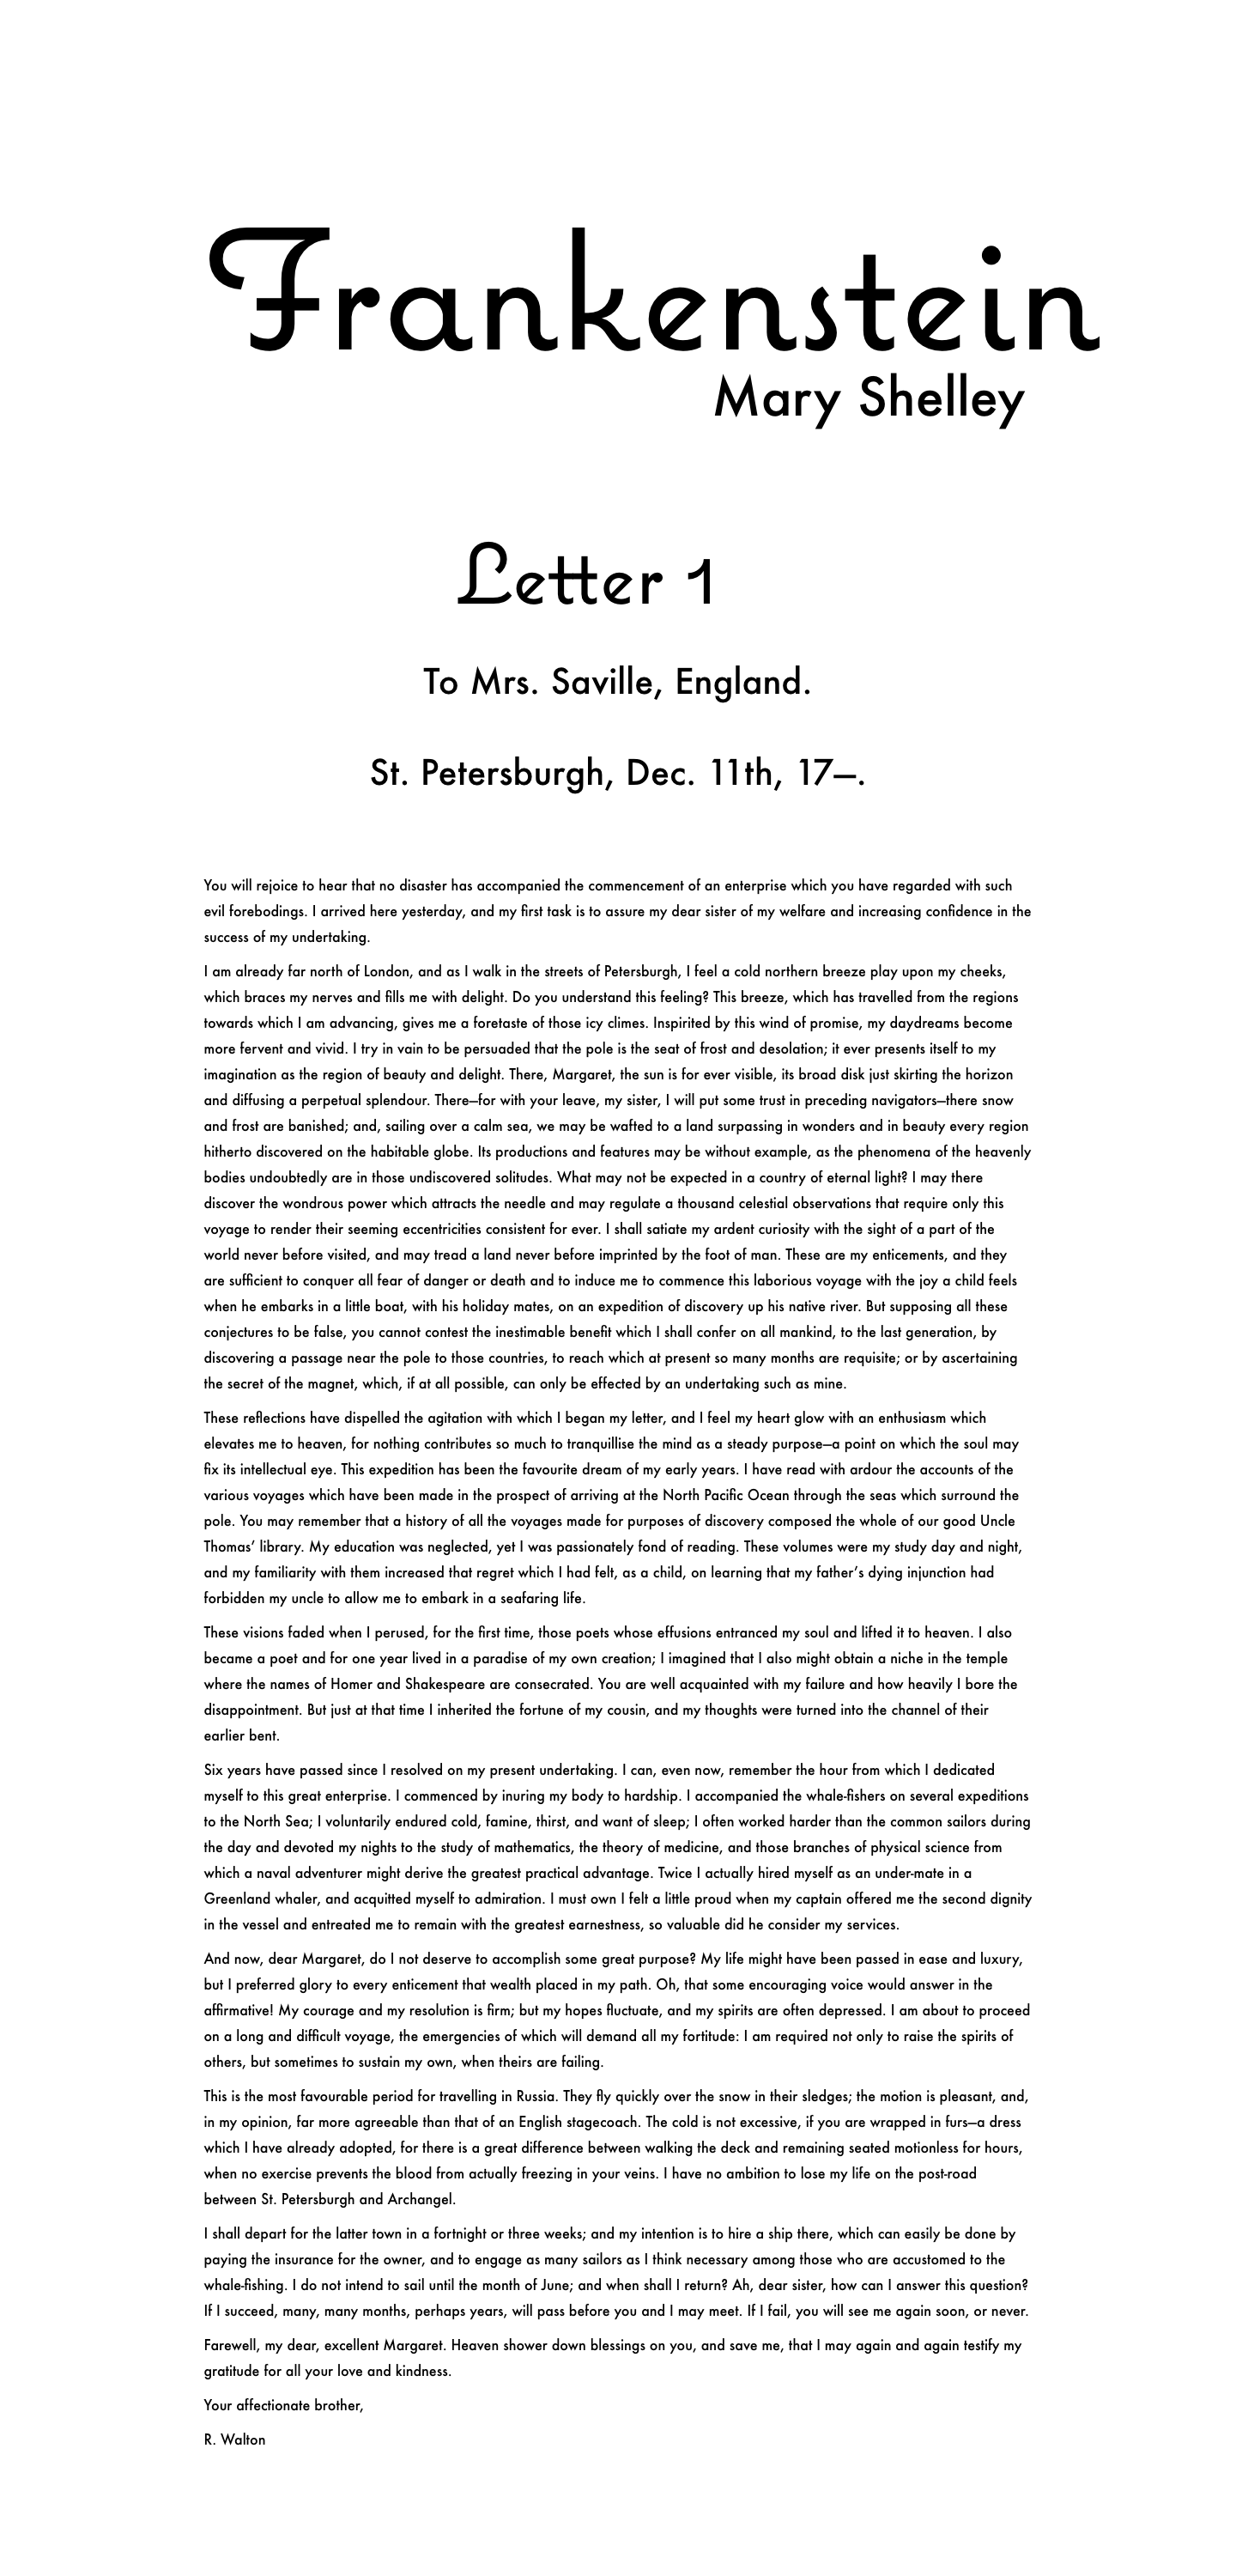 Frankenstein
Mary Shelley
Letter 1
To Mrs. Saville, England.
St. Petersburgh, Dec. 11th, 17—.
You will rejoice to hear that no disaster has accompanied the commencement of an enterprise which you have regarded with such
evil forebodings. I arrived here yesterday, and my first task is to assure my dear sister of my welfare and increasing confidence in the
success of my undertaking.
I am already far north of London, and as I walk in the streets of Petersburgh, I feel a cold northern breeze play upon my cheeks,
which braces my nerves and fills me with delight. Do you understand this feeling? This breeze, which has travelled from the regions
towards which I am advancing, gives me a foretaste of those icy climes. Inspirited by this wind of promise, my daydreams become
more fervent and vivid. I try in vain to be persuaded that the pole is the seat of frost and desolation; it ever presents itself to my
imagination as the region of beauty and delight. There, Margaret, the sun is for ever visible, its broad disk just skirting the horizon
and diffusing a perpetual splendour. There—for with your leave, my sister, I will put some trust in preceding navigators—there snow
and frost are banished; and, sailing over a calm sea, we may be wafted to a land surpassing in wonders and in beauty every region
hitherto discovered on the habitable globe. Its productions and features may be without example, as the phenomena of the heavenly
bodies undoubtedly are in those undiscovered solitudes. What may not be expected in a country of eternal light? I may there
discover the wondrous power which attracts the needle and may regulate a thousand celestial observations that require only this
voyage to render their seeming eccentricities consistent for ever. I shall satiate my ardent curiosity with the sight of a part of the
world never before visited, and may tread a land never before imprinted by the foot of man. These are my enticements, and they
are sufficient to conquer all fear of danger or death and to induce me to commence this laborious voyage with the joy a child feels
when he embarks in a little boat, with his holiday mates, on an expedition of discovery up his native river. But supposing all these
conjectures to be false, you cannot contest the inestimable benefit which I shall confer on all mankind, to the last generation, by
discovering a passage near the pole to those countries, to reach which at present so many months are requisite; or by ascertaining
the secret of the magnet, which, if at all possible, can only be effected by an undertaking such as mine.
These reflections have dispelled the agitation with which I began my letter, and I feel my heart glow with an enthusiasm which
elevates me to heaven, for nothing contributes so much to tranquillise the mind as a steady purpose—a point on which the soul may
fix its intellectual eye. This expedition has been the favourite dream of my early years. I have read with ardour the accounts of the
various voyages which have been made in the prospect of arriving at the North Pacific Ocean through the seas which surround the
pole. You may remember that a history of all the voyages made for purposes of discovery composed the whole of our good Uncle
Thomas’ library. My education was neglected, yet I was passionately fond of reading. These volumes were my study day and night,
and my familiarity with them increased that regret which I had felt, as a child, on learning that my father’s dying injunction had
forbidden my uncle to allow me to embark in a seafaring life.
These visions faded when I perused, for the first time, those poets whose effusions entranced my soul and lifted it to heaven. I also
became a poet and for one year lived in a paradise of my own creation; I imagined that I also might obtain a niche in the temple
where the names of Homer and Shakespeare are consecrated. You are well acquainted with my failure and how heavily I bore the
disappointment. But just at that time I inherited the fortune of my cousin, and my thoughts were turned into the channel of their
earlier bent.
Six years have passed since I resolved on my present undertaking. I can, even now, remember the hour from which I dedicated
myself to this great enterprise. I commenced by inuring my body to hardship. I accompanied the whale-fishers on several expeditions
to the North Sea; I voluntarily endured cold, famine, thirst, and want of sleep; I often worked harder than the common sailors during
the day and devoted my nights to the study of mathematics, the theory of medicine, and those branches of physical science from
which a naval adventurer might derive the greatest practical advantage. Twice I actually hired myself as an under-mate in a
Greenland whaler, and acquitted myself to admiration. I must own I felt a little proud when my captain offered me the second dignity
in the vessel and entreated me to remain with the greatest earnestness, so valuable did he consider my services.
And now, dear Margaret, do I not deserve to accomplish some great purpose? My life might have been passed in ease and luxury,
but I preferred glory to every enticement that wealth placed in my path. Oh, that some encouraging voice would answer in the
affirmative! My courage and my resolution is firm; but my hopes fluctuate, and my spirits are often depressed. I am about to proceed
on a long and difficult voyage, the emergencies of which will demand all my fortitude: I am required not only to raise the spirits of
others, but sometimes to sustain my own, when theirs are failing.
This is the most favourable period for travelling in Russia. They fly quickly over the snow in their sledges; the motion is pleasant, and,
in my opinion, far more agreeable than that of an English stagecoach. The cold is not excessive, if you are wrapped in furs—a dress
which I have already adopted, for there is a great difference between walking the deck and remaining seated motionless for hours,
when no exercise prevents the blood from actually freezing in your veins. I have no ambition to lose my life on the post-road
between St. Petersburgh and Archangel.
I shall depart for the latter town in a fortnight or three weeks; and my intention is to hire a ship there, which can easily be done by
paying the insurance for the owner, and to engage as many sailors as I think necessary among those who are accustomed to the
whale-fishing. I do not intend to sail until the month of June; and when shall I return? Ah, dear sister, how can I answer this question?
If I succeed, many, many months, perhaps years, will pass before you and I may meet. If I fail, you will see me again soon, or never.
Farewell, my dear, excellent Margaret. Heaven shower down blessings on you, and save me, that I may again and again testify my
gratitude for all your love and kindness.
Your affectionate brother,
R. Walton